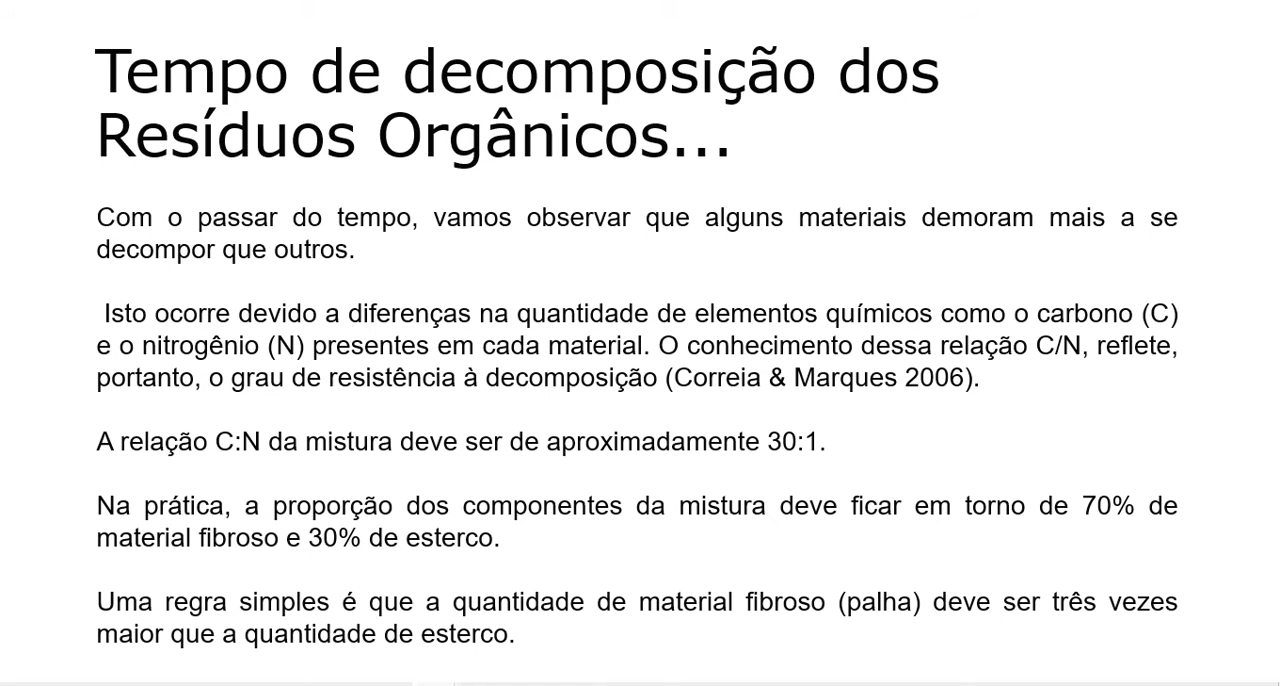 Tempo de decomposição dos
Resíduos Orgânicos...
Com o passar do tempo, vamos observar que alguns materiais demoram mais a se
decompor que outros.
Isto ocorre devido a diferenças na quantidade de elementos químicos como o carbono (C)
e o nitrogênio (N) presentes em cada material. O conhecimento dessa relação C/N, reflete,
portanto, o grau de resistência à decomposição (Correia & Marques 2006).
A relação C:N da mistura deve ser de aproximadamente 30:1.
Na prática, a proporção dos componentes da mistura deve ficar em torno de 70% de
material fibroso e 30% de esterco.
Uma regra simples é que a quantidade de material fibroso (palha) deve ser três vezes
maior que a quantidade de esterco.